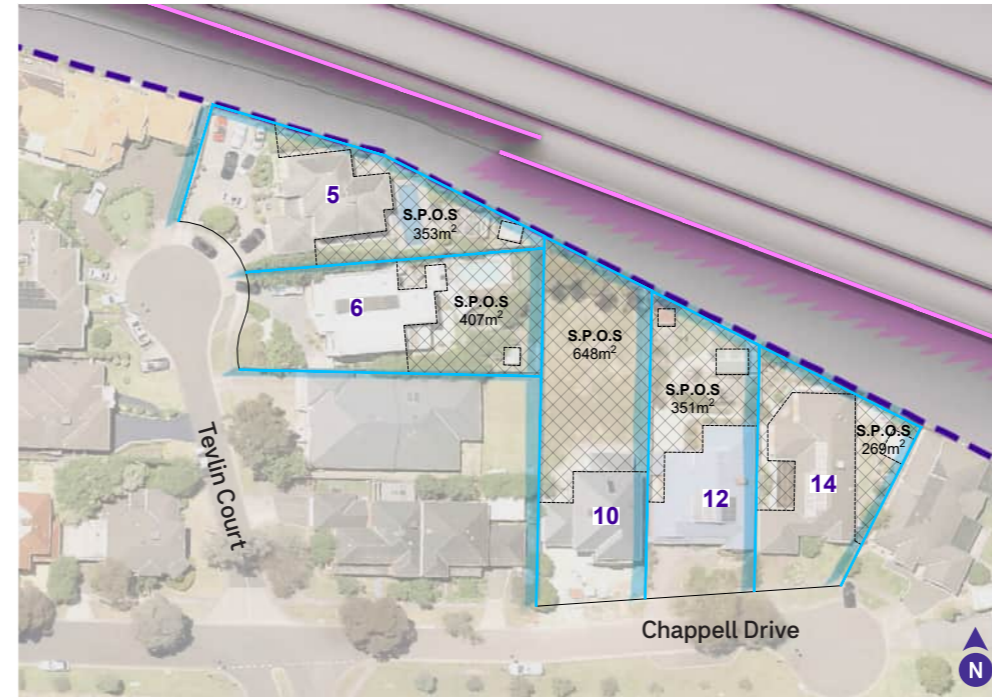 5
S.P.O.S
353m²
6
S.P.O.S
407m²
S.P.O.S
648m²
S.P.O.S
351m²
S.P.O.S
269m²
14
12
10
Tevlin Court
Chappell Drive
N